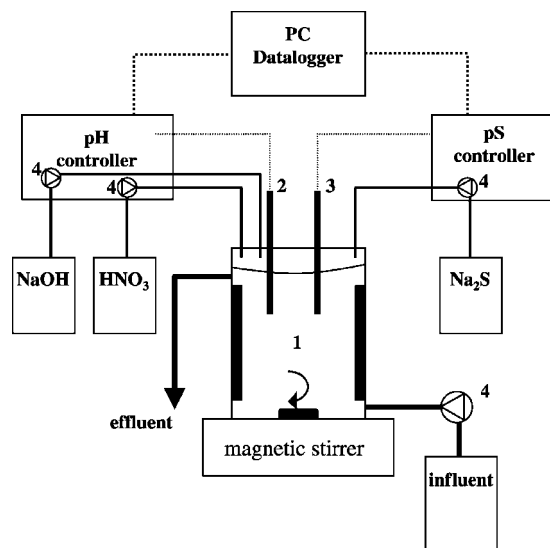 PC
Datalogger
pH
controller
4
4
pS
controller
4
2
3
NaOH
HNO₃
Na₂S
1
4
effluent
magnetic stirrer
influent